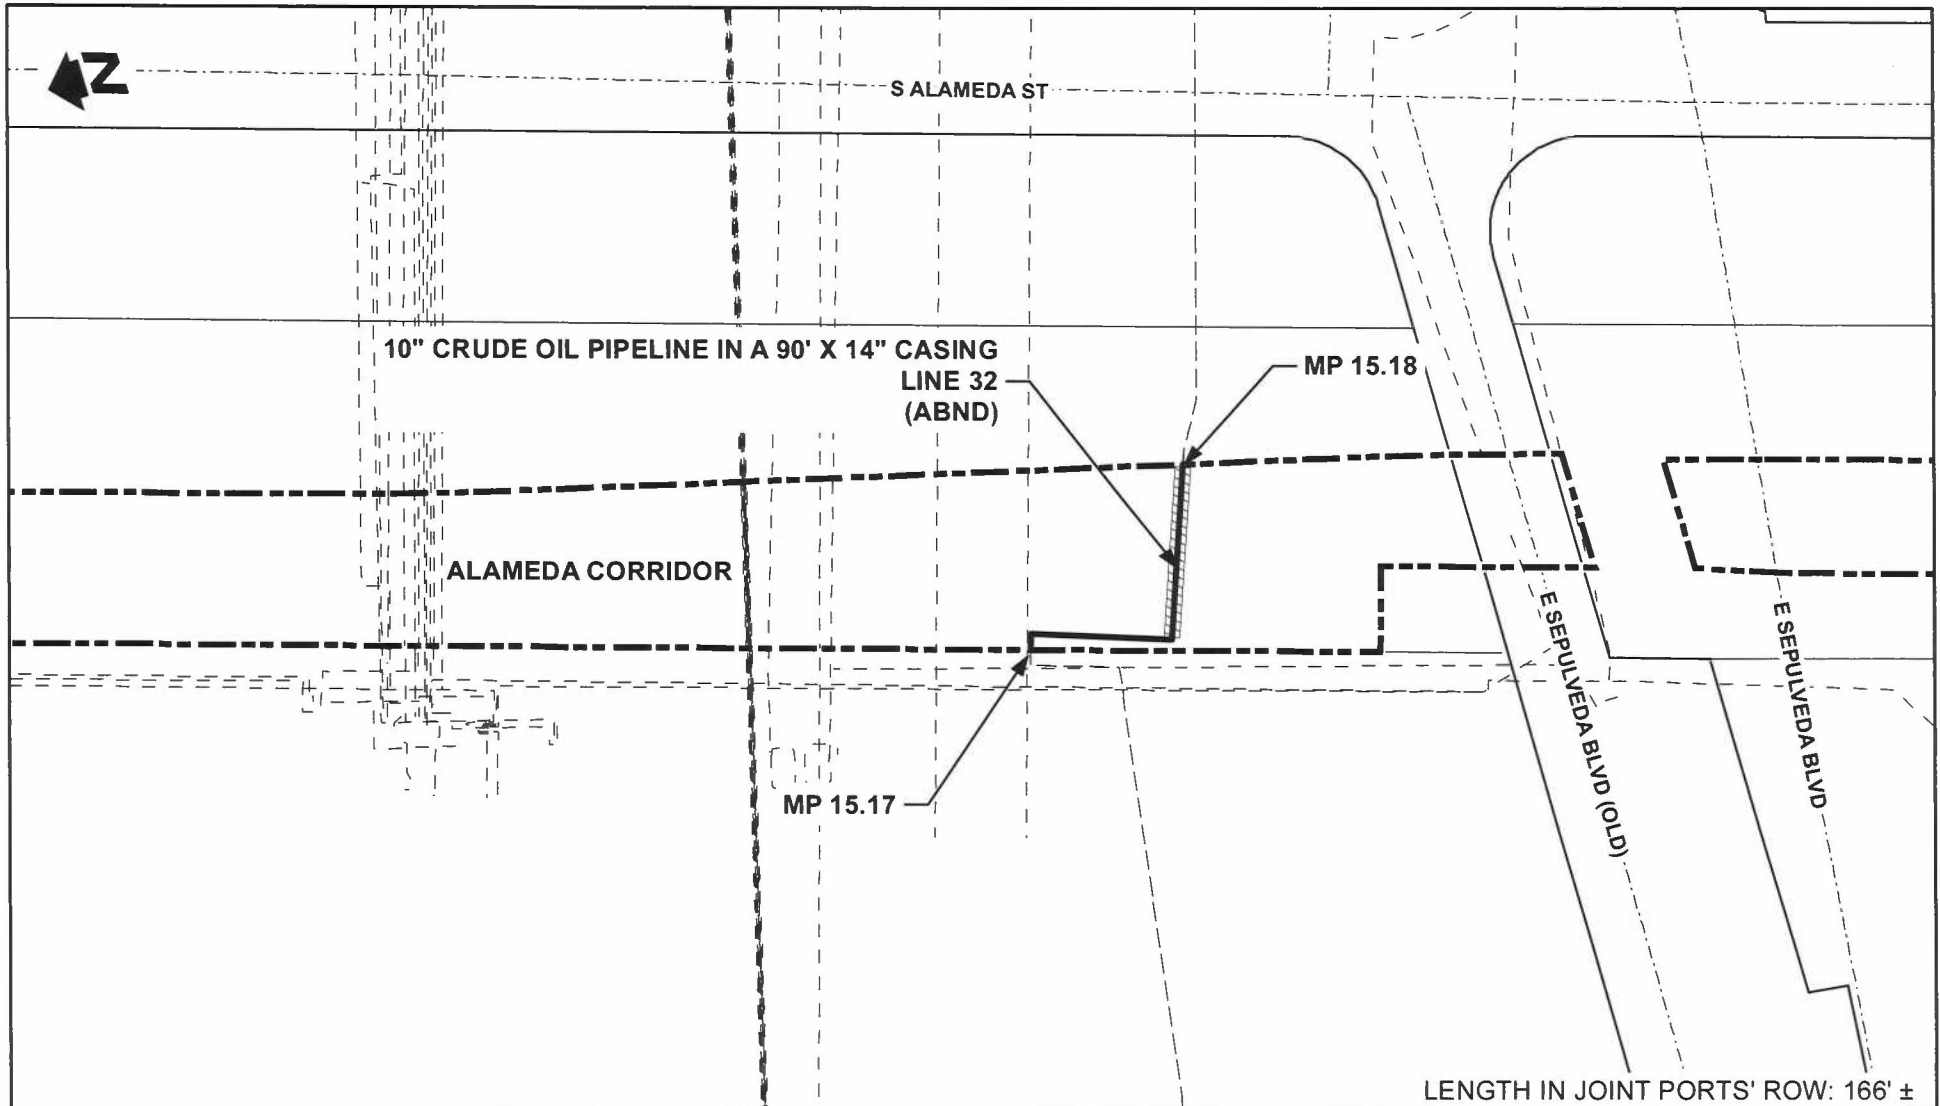 N
S ALAMEDA ST
10" CRUDE OIL PIPELINE IN A 90' X 14" CASING
LINE 32
(ABND)
MP 15.18
ALAMEDA CORRIDOR
MP 15.17
E SEPULVEDA BLVD (OLD)
E SEPULVEDA BLVD
LENGTH IN JOINT PORTS' ROW: 166' ±